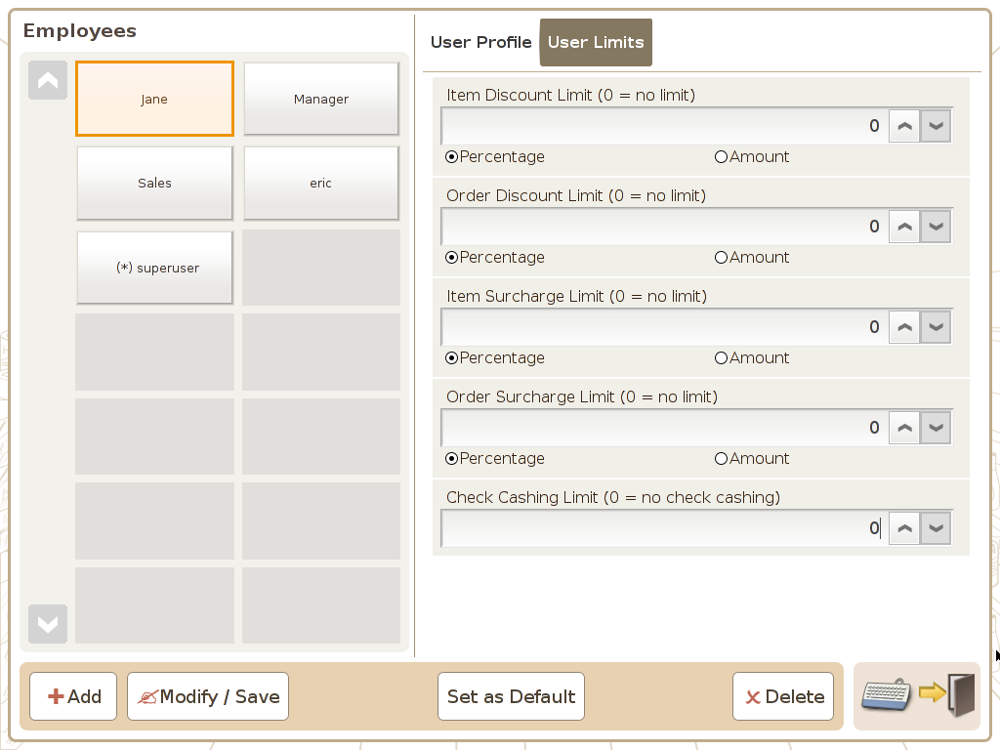 Employees
Jane
Manager
Sales
eric
(*) superuser
User Profile
User Limits
Item Discount Limit (0 = no limit)
0
Percentage
Amount
Order Discount Limit (0 = no limit)
0
Percentage
Amount
Item Surcharge Limit (0 = no limit)
0
Percentage
Amount
Order Surcharge Limit (0 = no limit)
0
Percentage
Amount
Check Cashing Limit (0 = no check cashing)
0
Add
Modify / Save
Set as Default
Delete